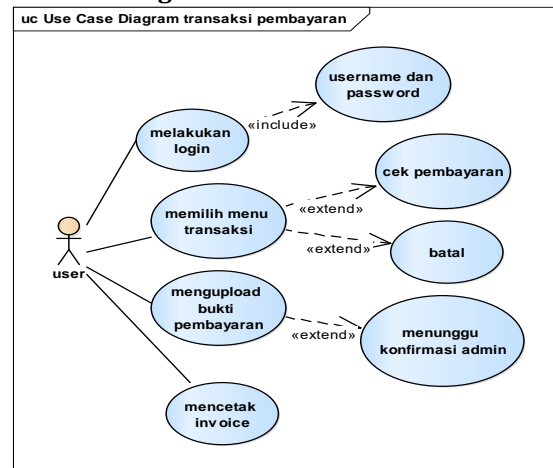 uc Use Case Diagram transaksi pembayaran
username dan
password
«include»
melakukan
login
cek pembayaran
memilih menu
transaksi
«extend»
«extend»
batal
user
mengupload
bukti
pembayaran
«extend»
menunggu
konfirmasi admin
mencetak
invoice